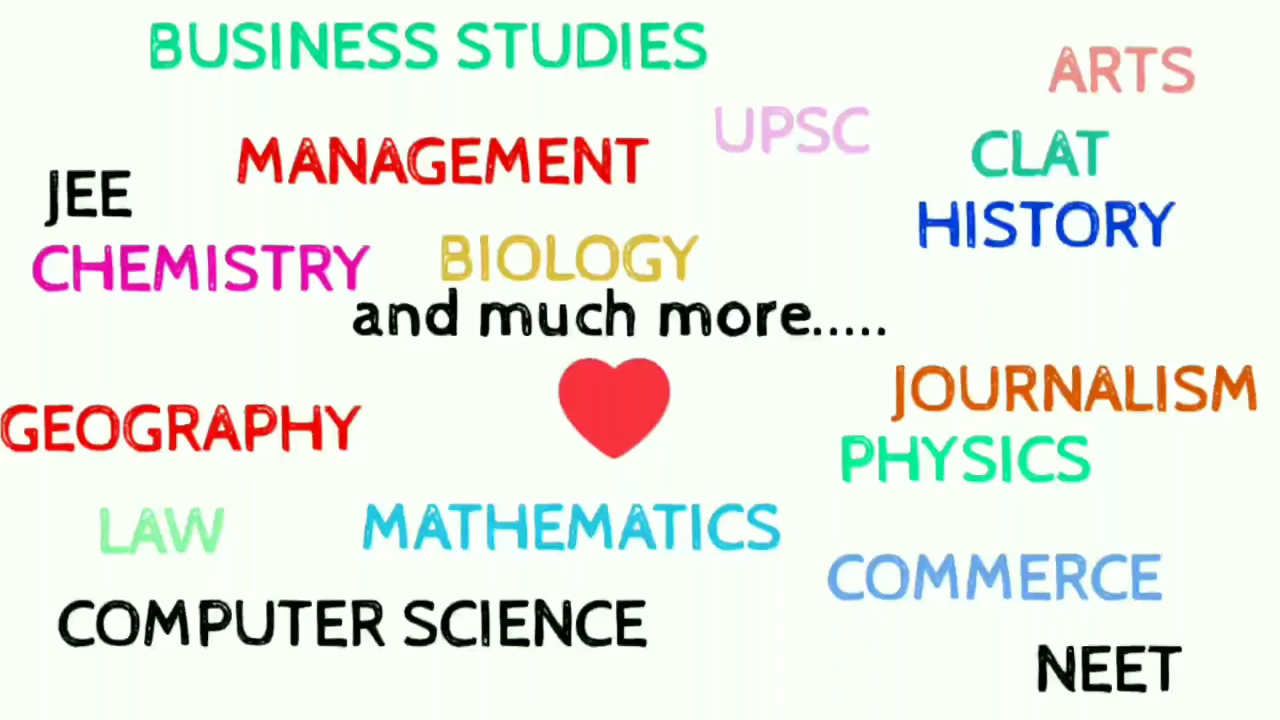 BUSINESS STUDIES
ARTS
UPSC
MANAGEMENT
CLAT
JEE
HISTORY
CHEMISTRY
BIOLOGY
and much more.....
JOURNALISM
GEOGRAPHY
PHYSICS
LAW
MATHEMATICS
COMMERCE
COMPUTER SCIENCE
NEET